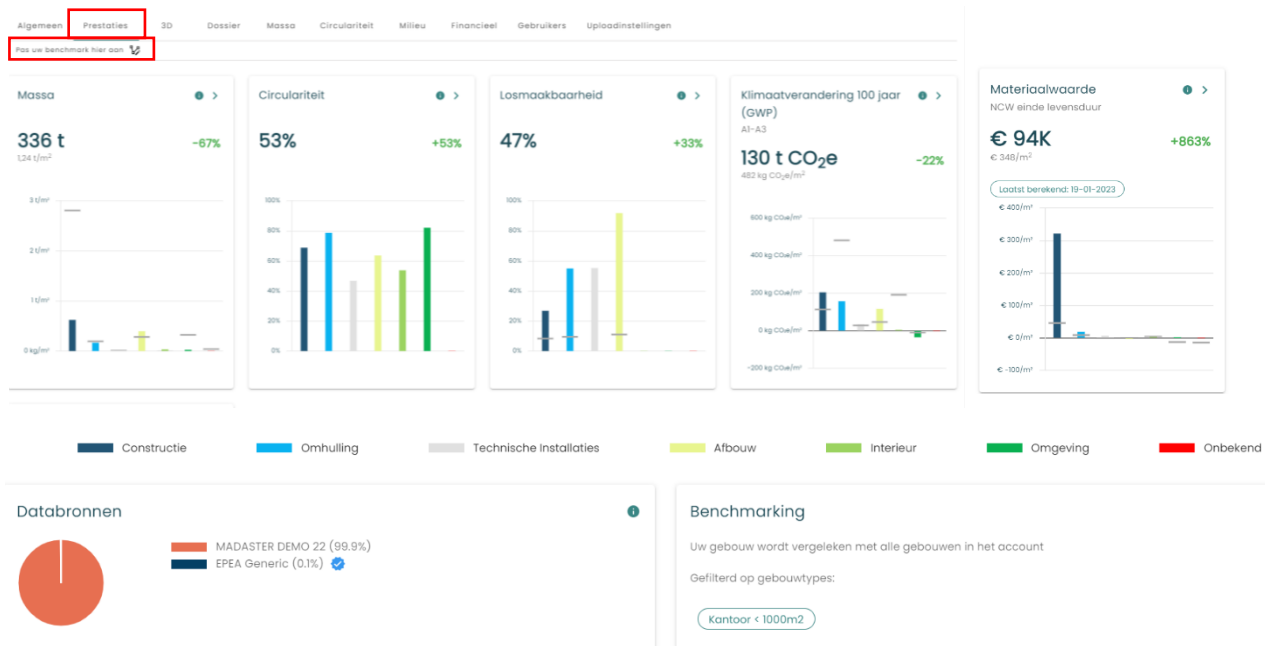 Algemeen Prestaties 3D Dossier Massa Circulariteit Milieu Financieel Gebruikers Uploadinstellingen
Pas uw benchmark hier aan
Massa
336 t -67%
1,24 t/m²
3 t/m²
2 t/m²
1 t/m²
0 kg/m²
Circulariteit
53% +53%
100%
80%
60%
40%
20%
0%
Losmaakbaarheid
47% +33%
100%
80%
60%
40%
20%
0%
Klimaatverandering 100 jaar
(GWP)
A1-A3
130 t CO₂e -22%
482 kg CO₂e/m²
600 kg CO₂e/m²
400 kg CO₂e/m²
200 kg CO₂e/m²
0 kg CO₂e/m²
-200 kg CO₂e/m²
Materiaalwaarde
NCW einde levensduur
€ 94K +863%
€ 348/m²
Laatst berekend: 19-01-2023
€ 400/m²
€ 300/m²
€ 200/m²
€ 100/m²
€ 0/m²
€ -100/m²
Constructie Omhulling Technische Installaties Afbouw Interieur Omgeving Onbekend
Databronnen
MADASTER DEMO 22 (99.9%)
EPEA Generic (0.1%)
Benchmarking
Uw gebouw wordt vergeleken met alle gebouwen in het account
Gefilterd op gebouwtypes:
Kantoor < 1000m2